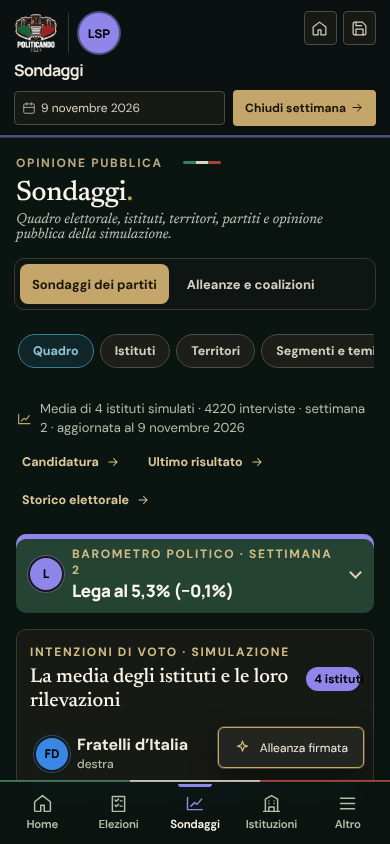 POLITICANDO
LSP
Sondaggi
9 novembre 2026
Chiudi settimana →
OPINIONE PUBBLICA
Sondaggi.
Quadro elettorale, istituti, territori, partiti e opinione
pubblica della simulazione.
Sondaggi dei partiti
Alleanze e coalizioni
Quadro
Istituti
Territori
Segmenti e temi
Media di 4 istituti simulati · 4220 interviste · settimana
2 · aggiornata al 9 novembre 2026
Candidatura →
Ultimo risultato →
Storico elettorale →
L
BAROMETRO POLITICO · SETTIMANA
2
Lega al 5,3% (−0,1%)
INTENZIONI DI VOTO · SIMULAZIONE
La media degli istituti e le loro
rilevazioni
4 istituti
FD
Fratelli d’Italia
destra
Alleanza firmata
Home
Elezioni
Sondaggi
Istituzioni
Altro